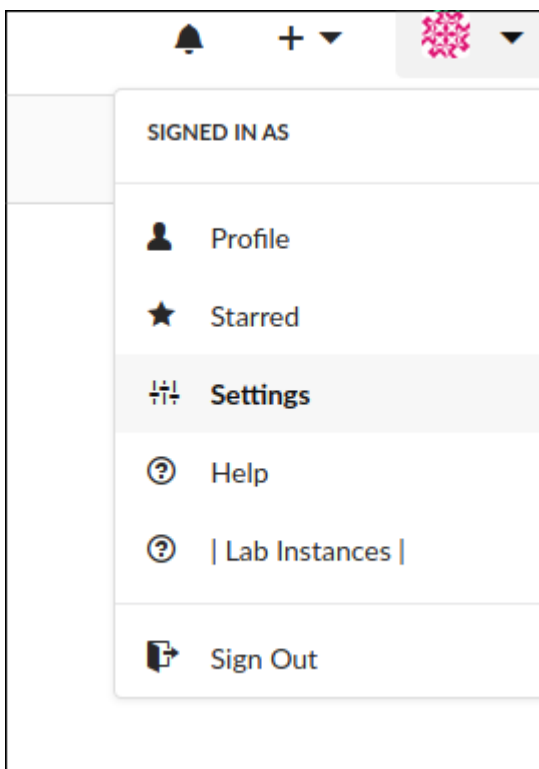 SIGNED IN AS
Profile
Starred
Settings
Help
| Lab Instances |
Sign Out